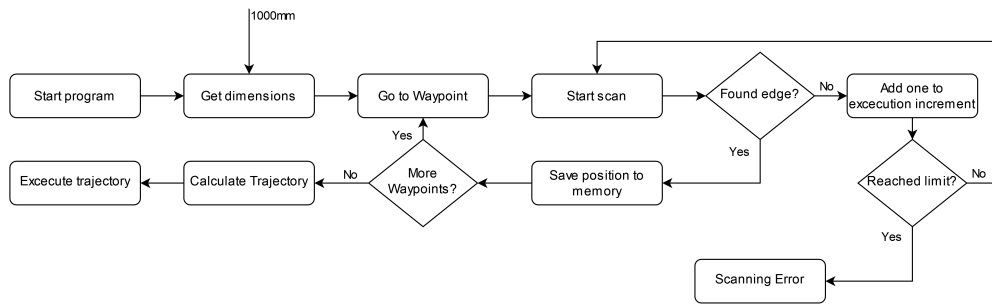 1000mm
Start program
Get dimensions
Go to Waypoint
Start scan
Found edge?
No
Add one to
excecution increment
Yes
Yes
Excecute trajectory
Calculate Trajectory
No
More
Waypoints?
Save position to
memory
Reached limit?
No
Yes
Scanning Error